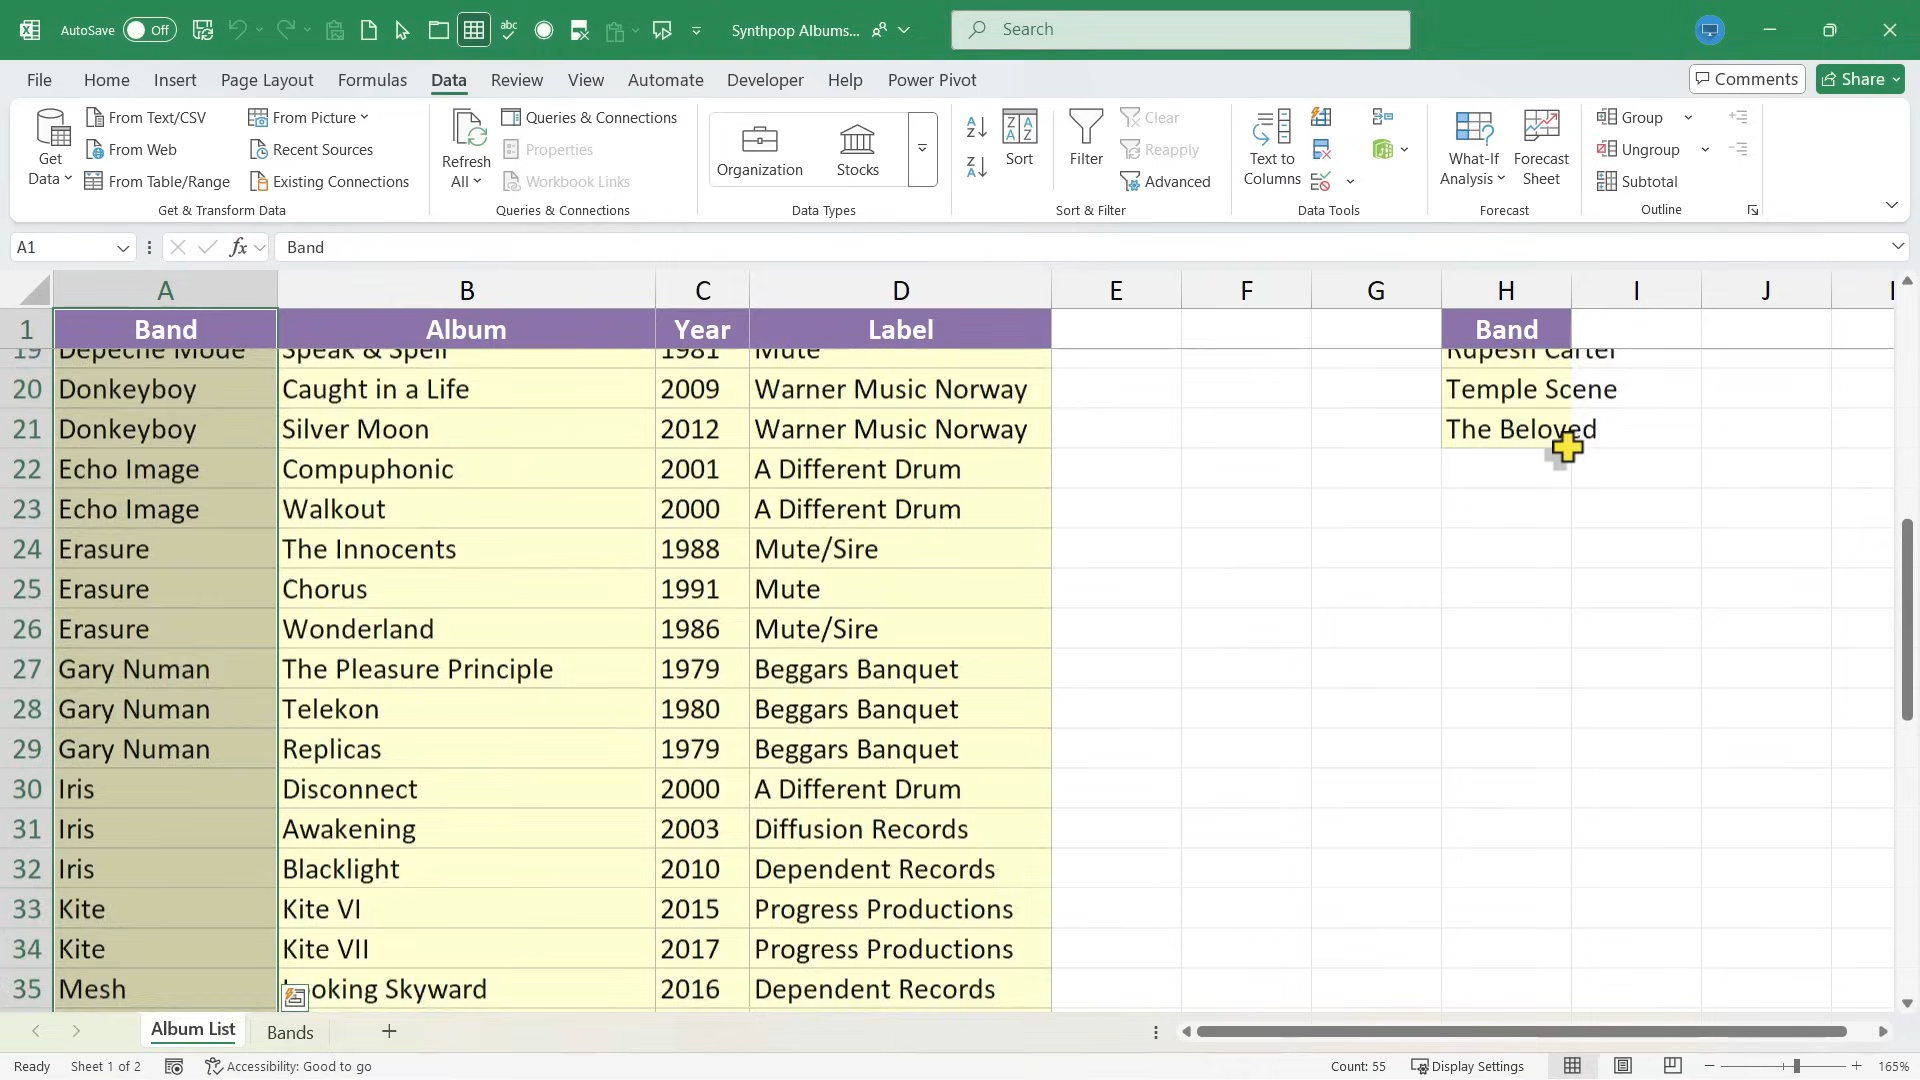 AutoSave Off abc Synthpop Albums... Search
File Home Insert Page Layout Formulas Data Review View Automate Developer Help Power Pivot Comments Share
Get Data From Text/CSV From Web From Table/Range From Picture Recent Sources Existing Connections
Get & Transform Data
Refresh All Queries & Connections Properties Workbook Links
Queries & Connections
Organization Stocks
Data Types
Sort Filter Clear Reapply Advanced
Sort & Filter
Text to Columns
Data Tools
What-If Analysis Forecast Sheet
Forecast
Group Ungroup Subtotal
Outline
A1 fx Band
A B C D E F G H I J
1 Band Album Year Label Band
19 Depeche Mode Speak & Spell 1981 Mute Rupesh Cartel
20 Donkeyboy Caught in a Life 2009 Warner Music Norway Temple Scene
21 Donkeyboy Silver Moon 2012 Warner Music Norway The Beloved
22 Echo Image Compuphonic 2001 A Different Drum
23 Echo Image Walkout 2000 A Different Drum
24 Erasure The Innocents 1988 Mute/Sire
25 Erasure Chorus 1991 Mute
26 Erasure Wonderland 1986 Mute/Sire
27 Gary Numan The Pleasure Principle 1979 Beggars Banquet
28 Gary Numan Telekon 1980 Beggars Banquet
29 Gary Numan Replicas 1979 Beggars Banquet
30 Iris Disconnect 2000 A Different Drum
31 Iris Awakening 2003 Diffusion Records
32 Iris Blacklight 2010 Dependent Records
33 Kite Kite VI 2015 Progress Productions
34 Kite Kite VII 2017 Progress Productions
35 Mesh Looking Skyward 2016 Dependent Records
Album List Bands
Ready Sheet 1 of 2 Accessibility: Good to go Count: 55 Display Settings 165%